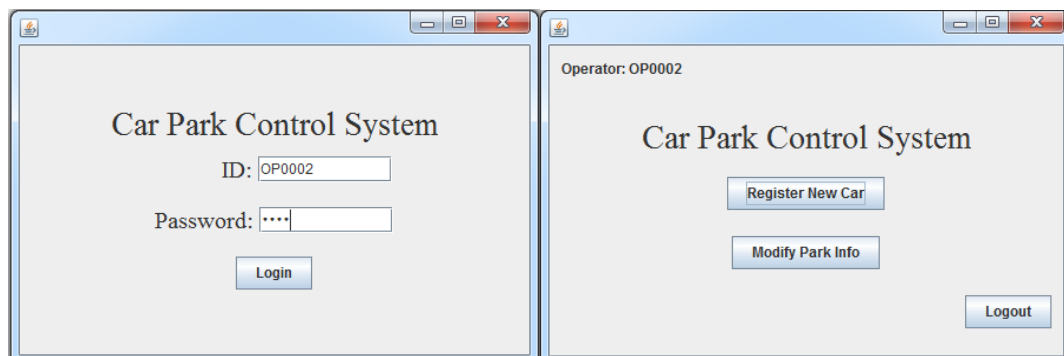 Car Park Control System
ID: OP0002
Password: ····
Login
Operator: OP0002
Car Park Control System
Register New Car
Modify Park Info
Logout